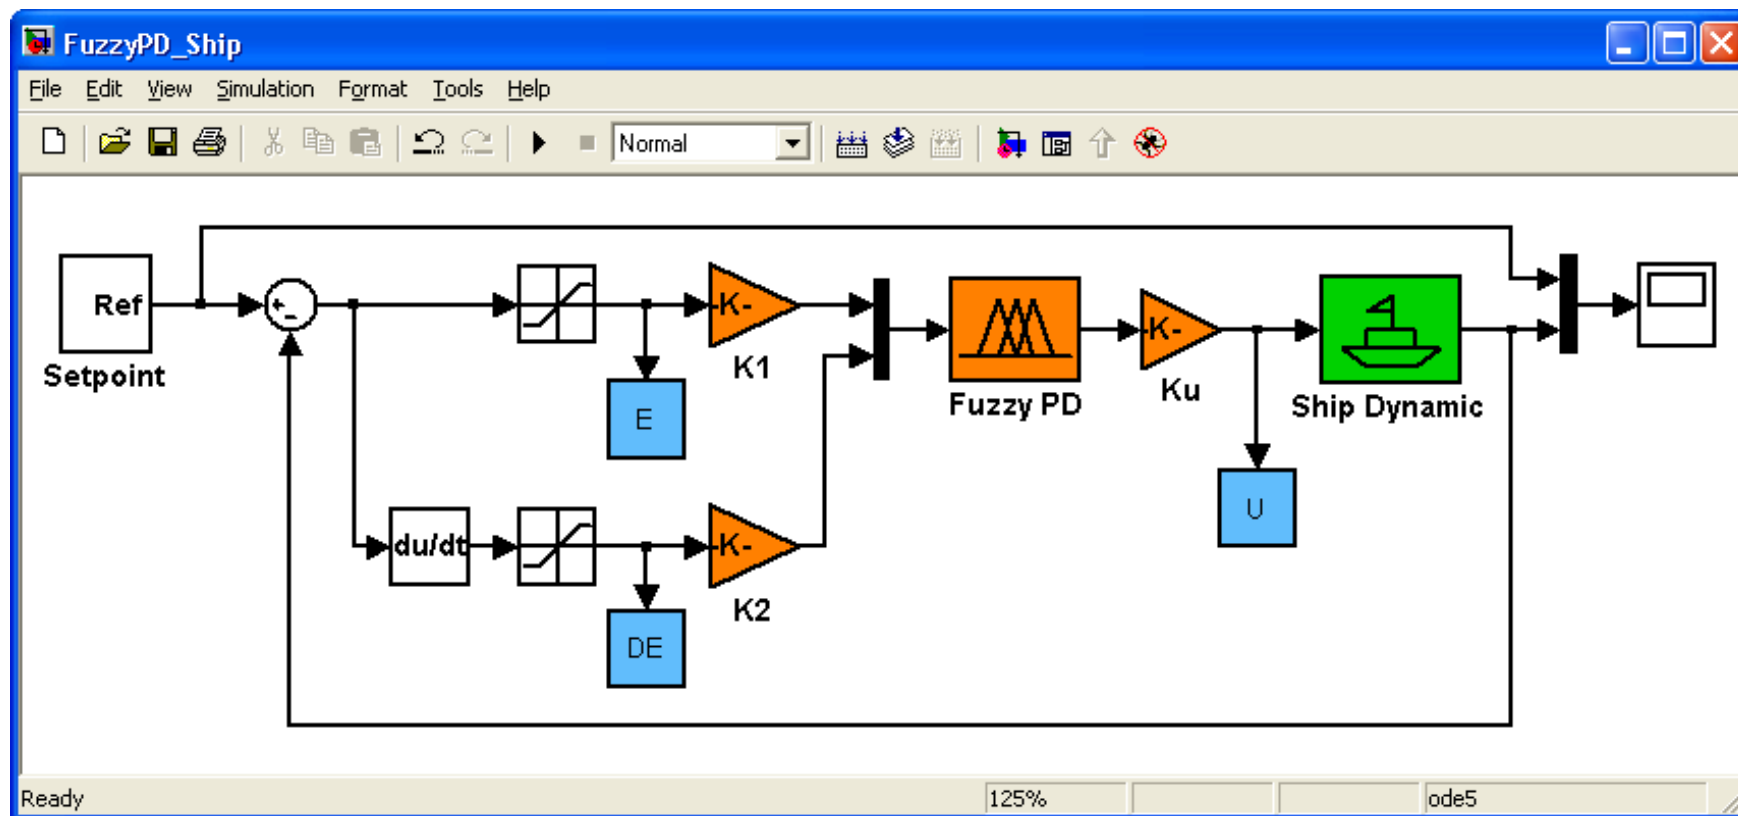 FuzzyPD_Ship
File Edit View Simulation Format Tools Help
Normal
Ref
Setpoint
+
-
-K-
K1
E
Fuzzy PD
-K-
Ku
Ship Dynamic
U
du/dt
-K-
K2
DE
Ready 125% ode5